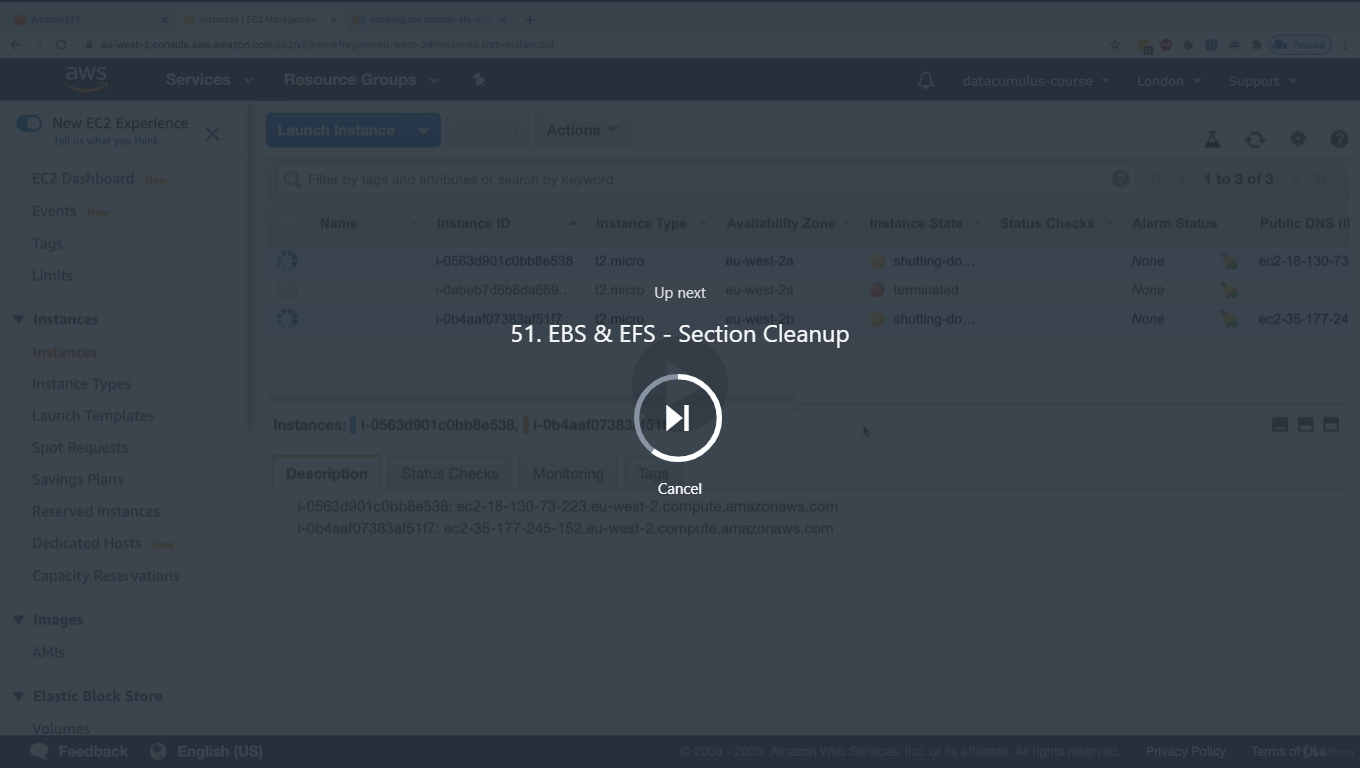 Amazon EFS
Instances | EC2 Management
Installing the amazon-efs-utils
eu-west-2.console.aws.amazon.com/ec2/v2/home?region=eu-west-2#Instances:sort=instanceId
Paused
aws
Services
Resource Groups
datacumulus-course
London
Support
New EC2 Experience
Tell us what you think
Launch Instance
Connect
Actions
Filter by tags and attributes or search by keyword
1 to 3 of 3
EC2 Dashboard New
Events New
Tags
Limits
Instances
Instances
Instance Types
Launch Templates
Spot Requests
Savings Plans
Reserved Instances
Dedicated Hosts New
Capacity Reservations
Images
AMIs
Elastic Block Store
Volumes
Name Instance ID Instance Type Availability Zone Instance State Status Checks Alarm Status Public DNS (I
i-0563d901c0bb8e538 t2.micro eu-west-2a shutting-do... None ec2-18-130-73
i-0abeb7d6b6da669... t2.micro eu-west-2a terminated None
i-0b4aaf07383af51f7 t2.micro eu-west-2b shutting-do... None ec2-35-177-24
Up next
51. EBS & EFS - Section Cleanup
Cancel
Instances: i-0563d901c0bb8e538, i-0b4aaf07383af51f7
Description
Status Checks
Monitoring
Tags
i-0563d901c0bb8e538: ec2-18-130-73-223.eu-west-2.compute.amazonaws.com
i-0b4aaf07383af51f7: ec2-35-177-245-152.eu-west-2.compute.amazonaws.com
Feedback
English (US)
© 2008 - 2020, Amazon Web Services, Inc. or its affiliates. All rights reserved.
Privacy Policy
Terms of Use